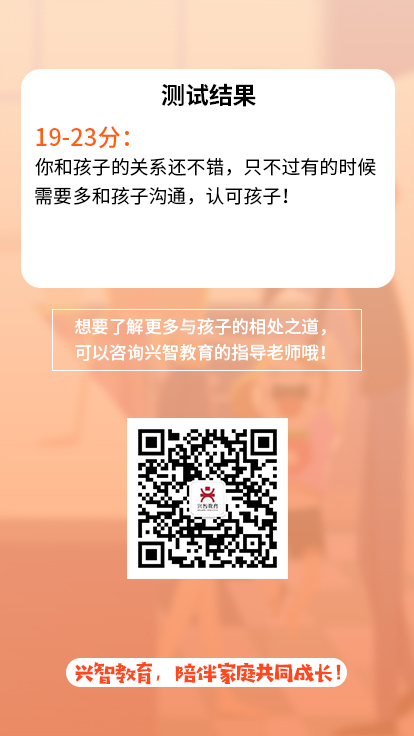 测试结果
19-23分：
你和孩子的关系还不错，只不过有的时候
需要多和孩子沟通，认可孩子！
想要了解更多与孩子的相处之道，
可以咨询兴智教育的指导老师哦！
兴智教育
兴智教育，陪伴家庭共同成长！